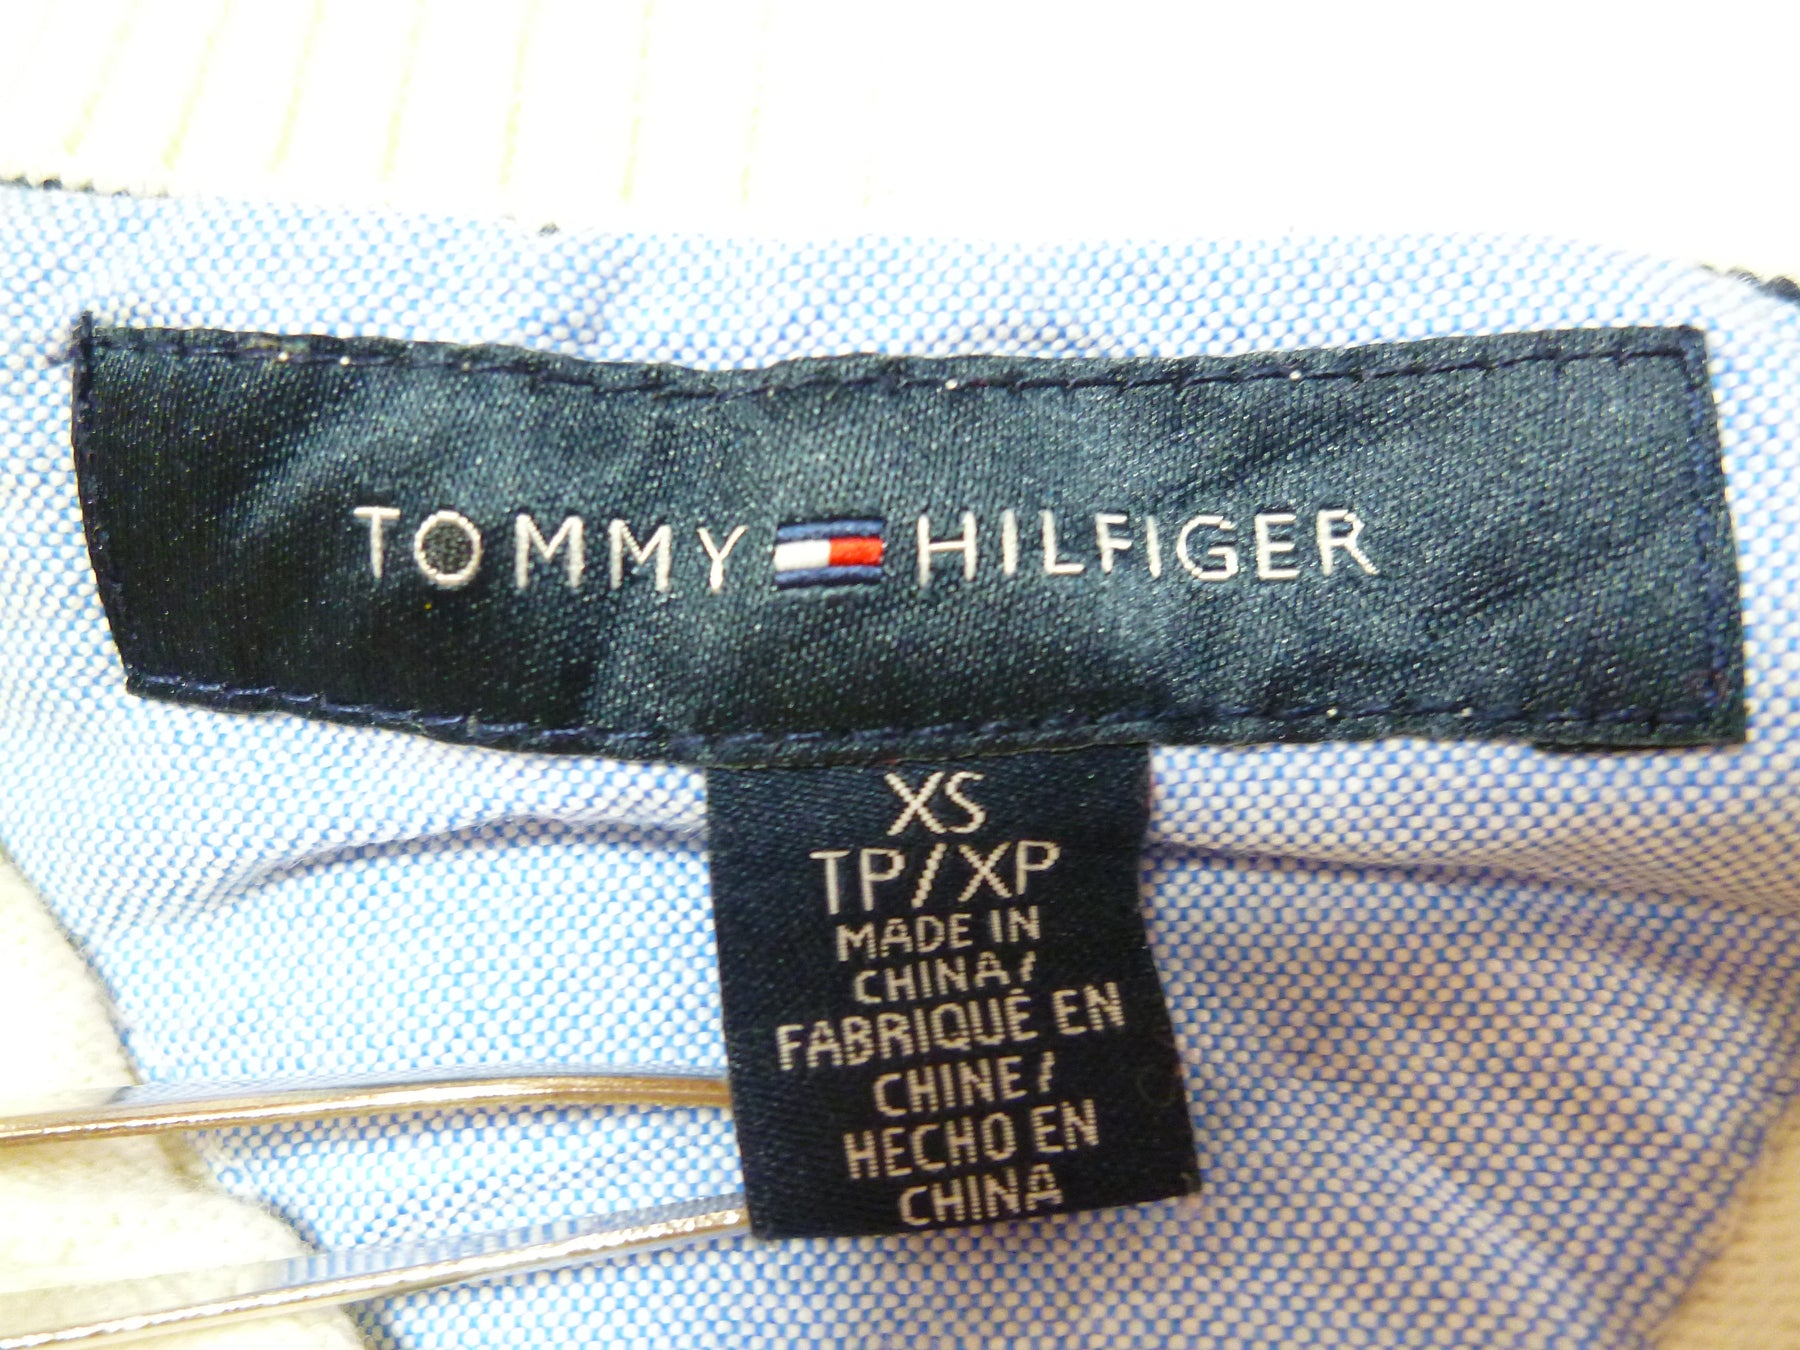 TOMMY HILFIGER
XS
TP/XP
MADE IN
CHINA/
FABRIQUÉ EN
CHINE/
HECHO EN
CHINA